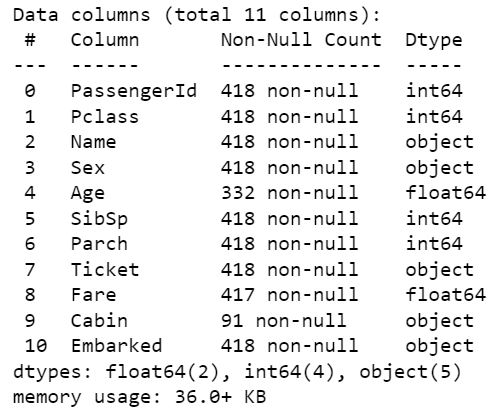 Data columns (total 11 columns):
 #   Column       Non-Null Count  Dtype
---  ------       --------------  -----
 0   PassengerId  418 non-null    int64
 1   Pclass       418 non-null    int64
 2   Name         418 non-null    object
 3   Sex          418 non-null    object
 4   Age          332 non-null    float64
 5   SibSp        418 non-null    int64
 6   Parch        418 non-null    int64
 7   Ticket       418 non-null    object
 8   Fare         417 non-null    float64
 9   Cabin        91 non-null     object
 10  Embarked     418 non-null    object
dtypes: float64(2), int64(4), object(5)
memory usage: 36.0+ KB